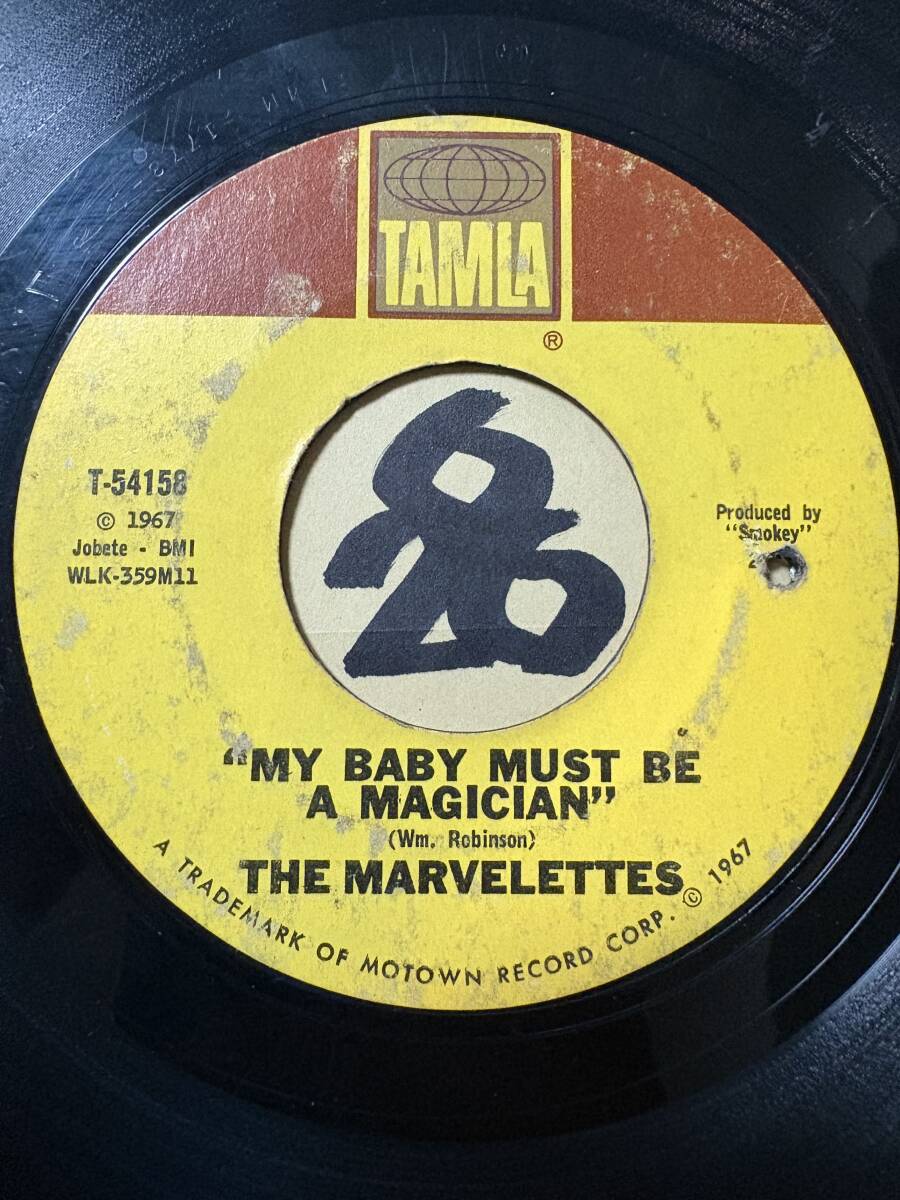 TAMLA
®
T-54158
© 1967
Jobete - BMI
WLK-359M11
Produced by
"Smokey"
"MY BABY MUST BE
A MAGICIAN"
(Wm. Robinson)
THE MARVELETTES
A TRADEMARK OF MOTOWN RECORD CORP. © 1967